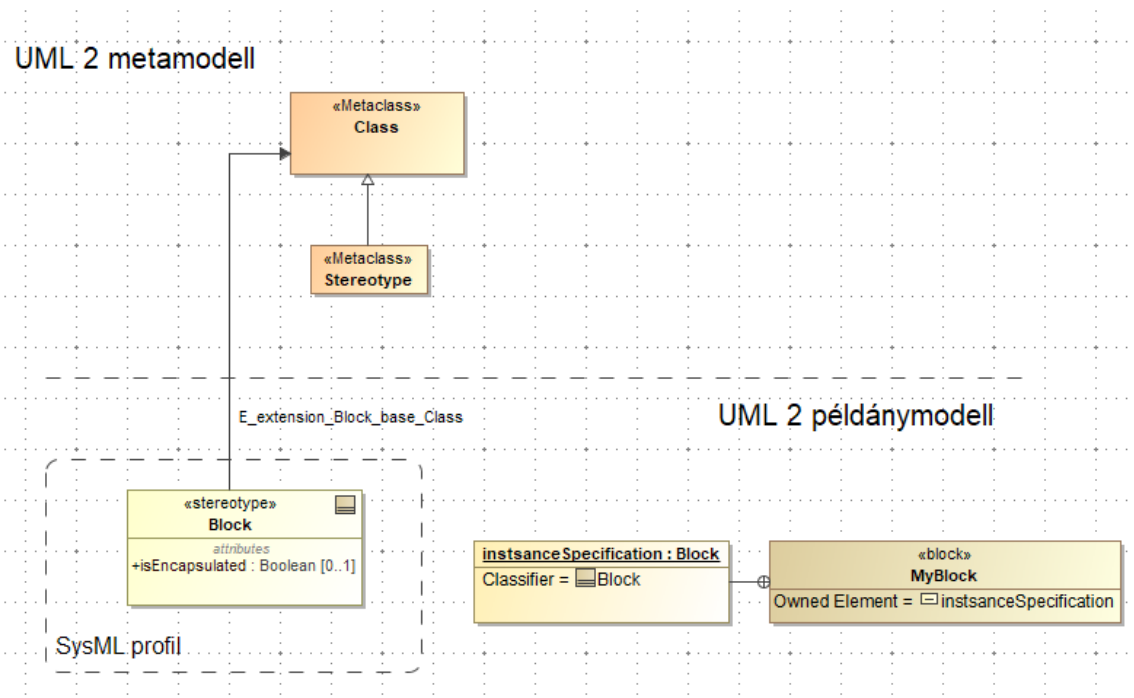 UML 2 metamodell
«Metaclass»
Class
«Metaclass»
Stereotype
E_extension_Block_base_Class
UML 2 példánymodell
«stereotype»
Block
attributes
+isEncapsulated : Boolean [0..1]
SysML profil
instsanceSpecification : Block
Classifier = Block
«block»
MyBlock
Owned Element = instsanceSpecification